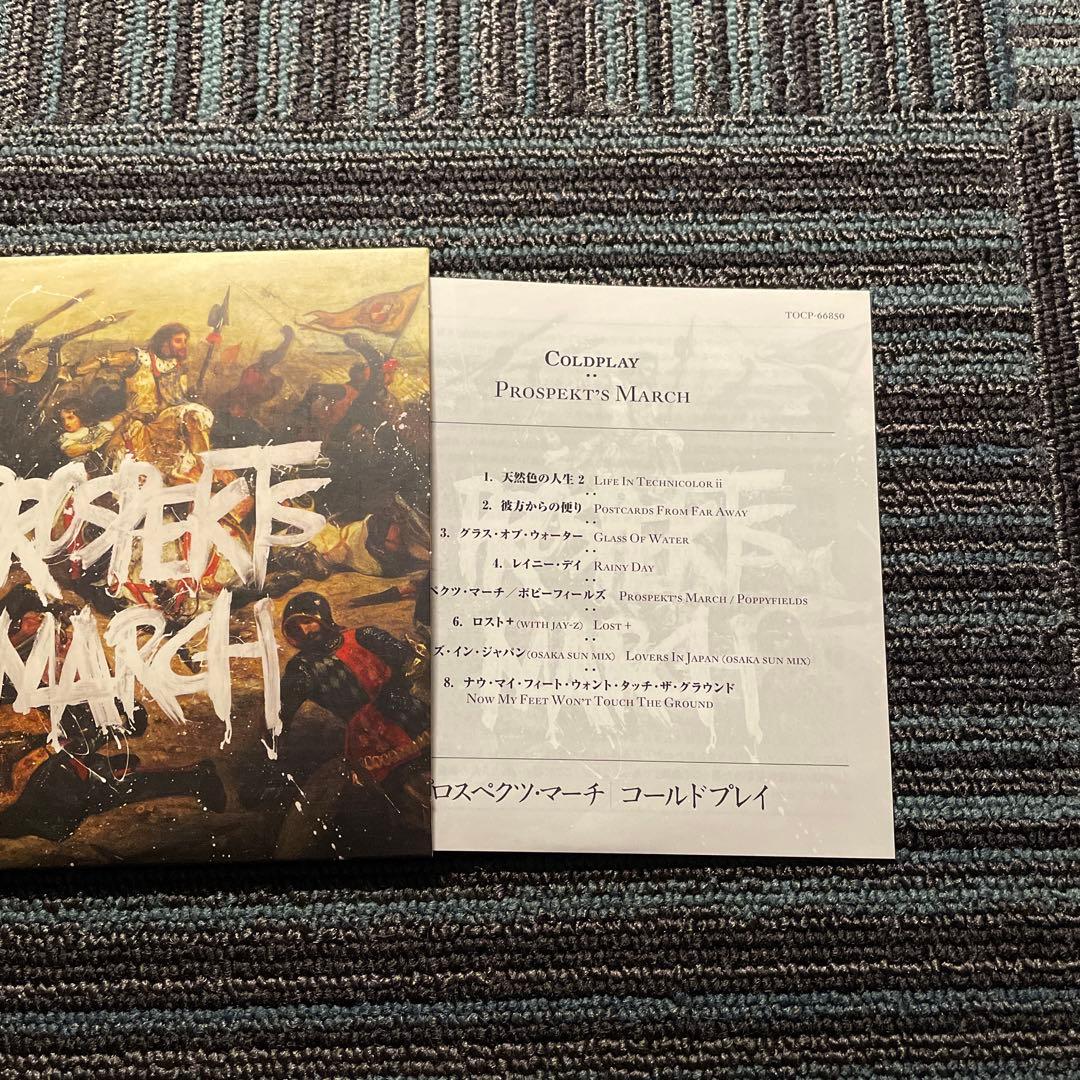 PROSPEKTS
MARCH
TOCP-66850
COLDPLAY
PROSPEKT'S MARCH
1. 天然色の人生 2 LIFE IN TECHNICOLOR ii
2. 彼方からの便り POSTCARDS FROM FAR AWAY
3. グラス・オブ・ウォーター GLASS OF WATER
4. レイニー・デイ RAINY DAY
ペクツ・マーチ／ポピーフィールズ PROSPEKT'S MARCH / POPPYFIELDS
6. ロスト+ (WITH JAY-Z) LOST +
ズ・イン・ジャパン (OSAKA SUN MIX) LOVERS IN JAPAN (OSAKA SUN MIX)
8. ナウ・マイ・フィート・ウォント・タッチ・ザ・グラウンド
NOW MY FEET WON'T TOUCH THE GROUND
ロスペクツ・マーチ | コールドプレイ